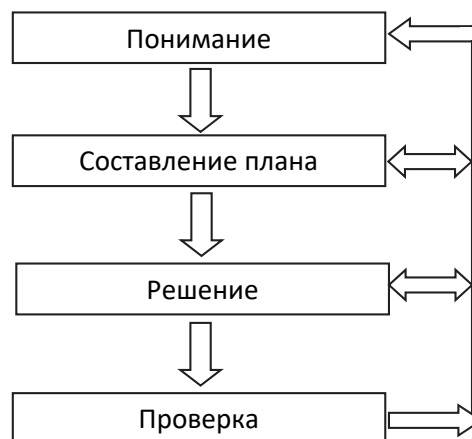 Понимание
Составление плана
Решение
Проверка